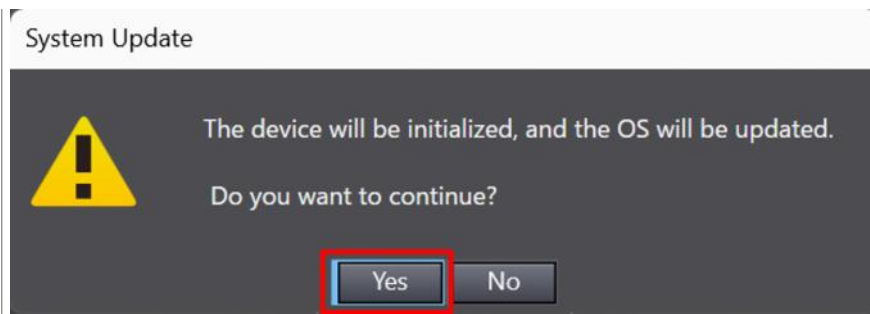 System Update
The device will be initialized, and the OS will be updated.
Do you want to continue?
Yes No